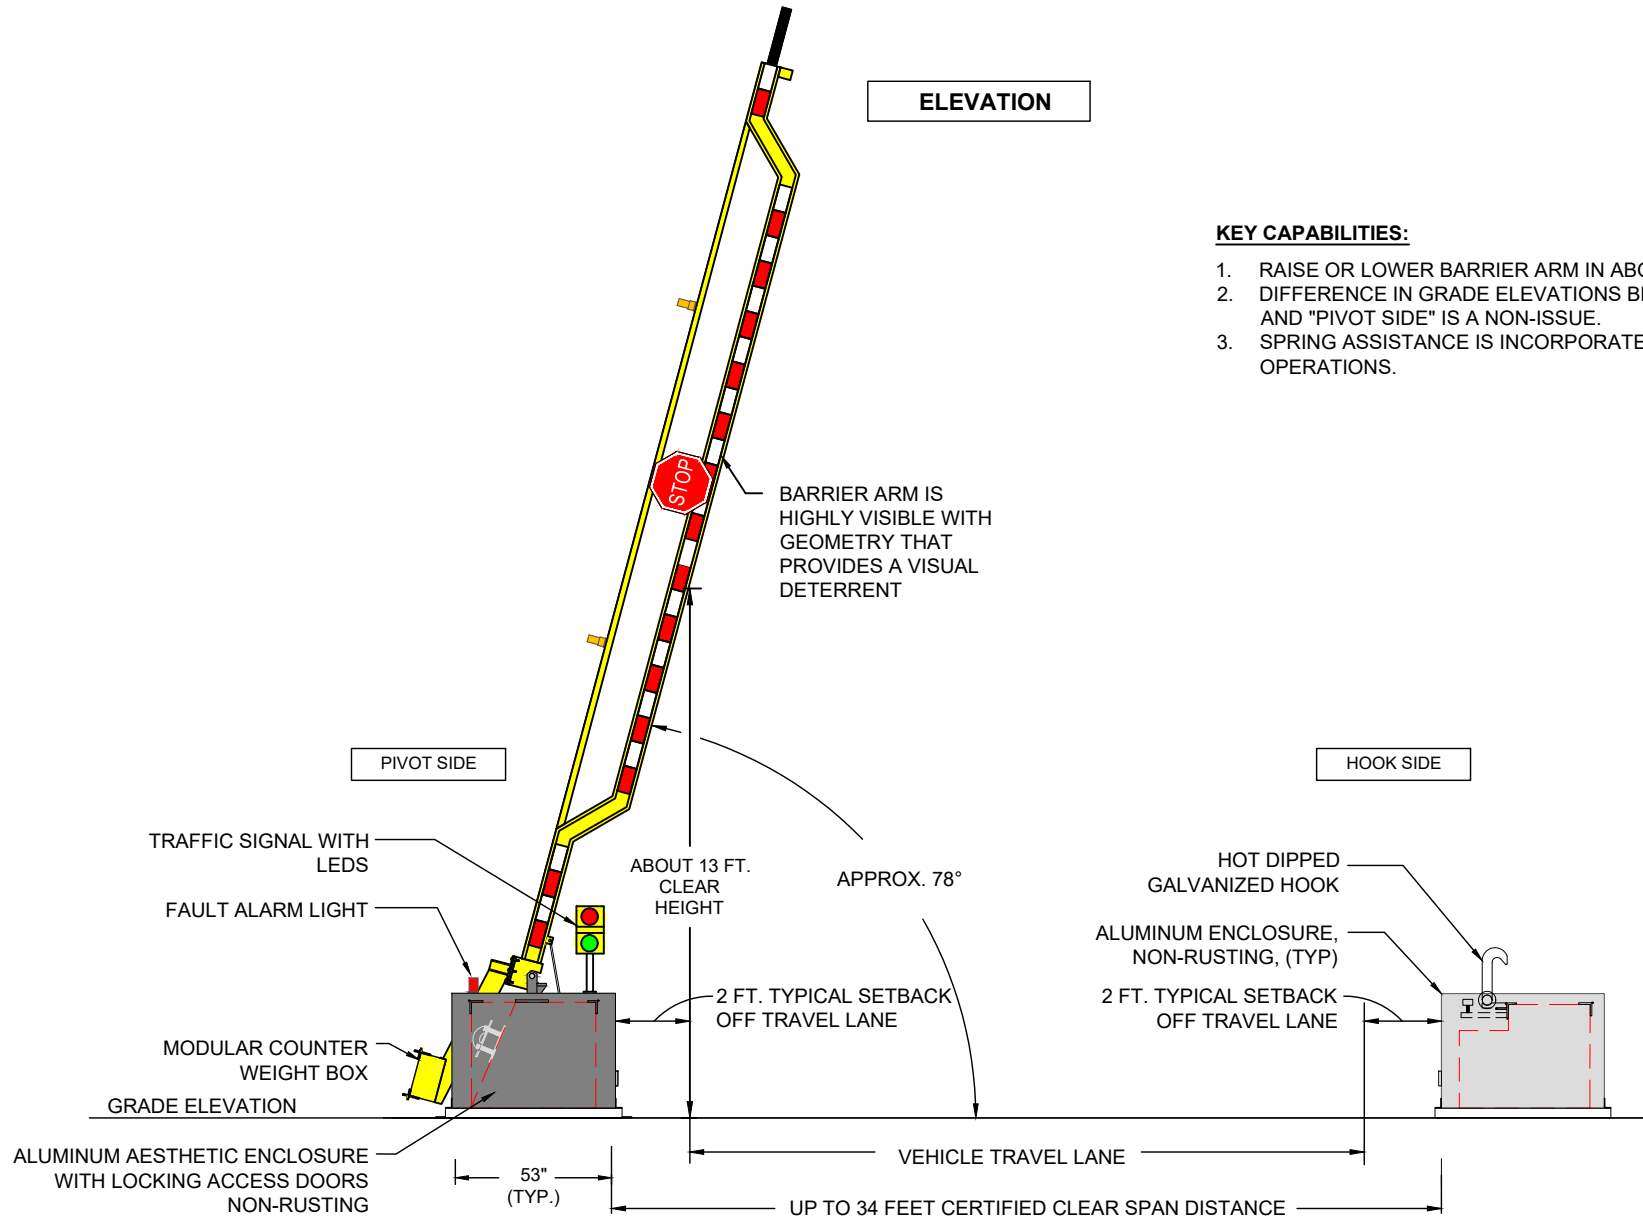 ELEVATION
KEY CAPABILITIES:
1. RAISE OR LOWER BARRIER ARM IN
2. DIFFERENCE IN GRADE ELEVATIONS
AND "PIVOT SIDE" IS A NON-ISSUE.
3. SPRING ASSISTANCE IS
OPERATIONS.
STOP
BARRIER ARM IS
HIGHLY VISIBLE WITH
GEOMETRY THAT
PROVIDES A VISUAL
DETERRENT
PIVOT SIDE
HOOK SIDE
TRAFFIC SIGNAL WITH
LEDS
FAULT ALARM LIGHT
ABOUT 13 FT.
CLEAR
HEIGHT
APPROX. 78°
HOT DIPPED
GALVANIZED HOOK
ALUMINUM ENCLOSURE,
NON-RUSTING, (TYP)
2 FT. TYPICAL SETBACK
OFF TRAVEL LANE
2 FT. TYPICAL SETBACK
OFF TRAVEL LANE
MODULAR COUNTER
WEIGHT BOX
GRADE ELEVATION
ALUMINUM AESTHETIC ENCLOSURE
WITH LOCKING ACCESS DOORS
NON-RUSTING
53"
(TYP.)
VEHICLE TRAVEL LANE
UP TO 34 FEET CERTIFIED CLEAR SPAN DISTANCE